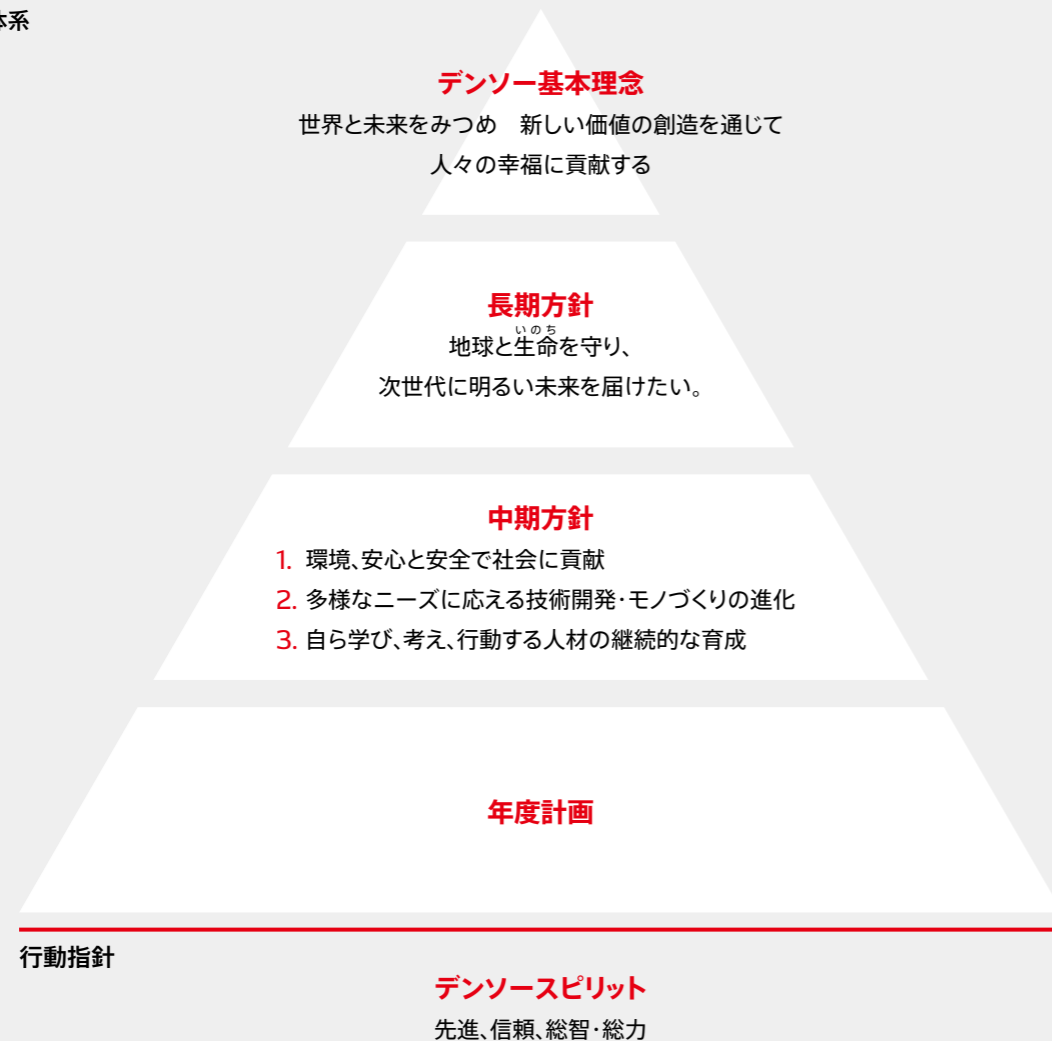 体系
デンソー基本理念
世界と未来をみつめ　新しい価値の創造を通じて
人々の幸福に貢献する
長期方針
いのち
地球と生命を守り、
次世代に明るい未来を届けたい。
中期方針
1. 環境、安心と安全で社会に貢献
2. 多様なニーズに応える技術開発・モノづくりの進化
3. 自ら学び、考え、行動する人材の継続的な育成
年度計画
行動指針
デンソースピリット
先進、信頼、総智・総力